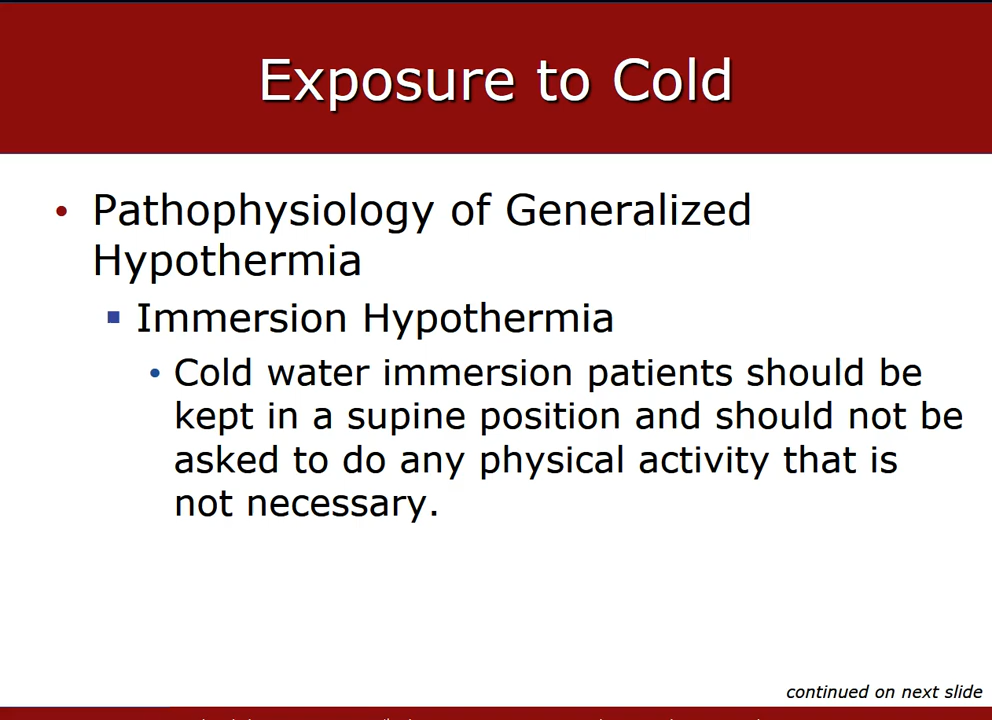 Exposure to Cold
• Pathophysiology of Generalized
Hypothermia
▪ Immersion Hypothermia
• Cold water immersion patients should be
kept in a supine position and should not be
asked to do any physical activity that is
not necessary.
continued on next slide